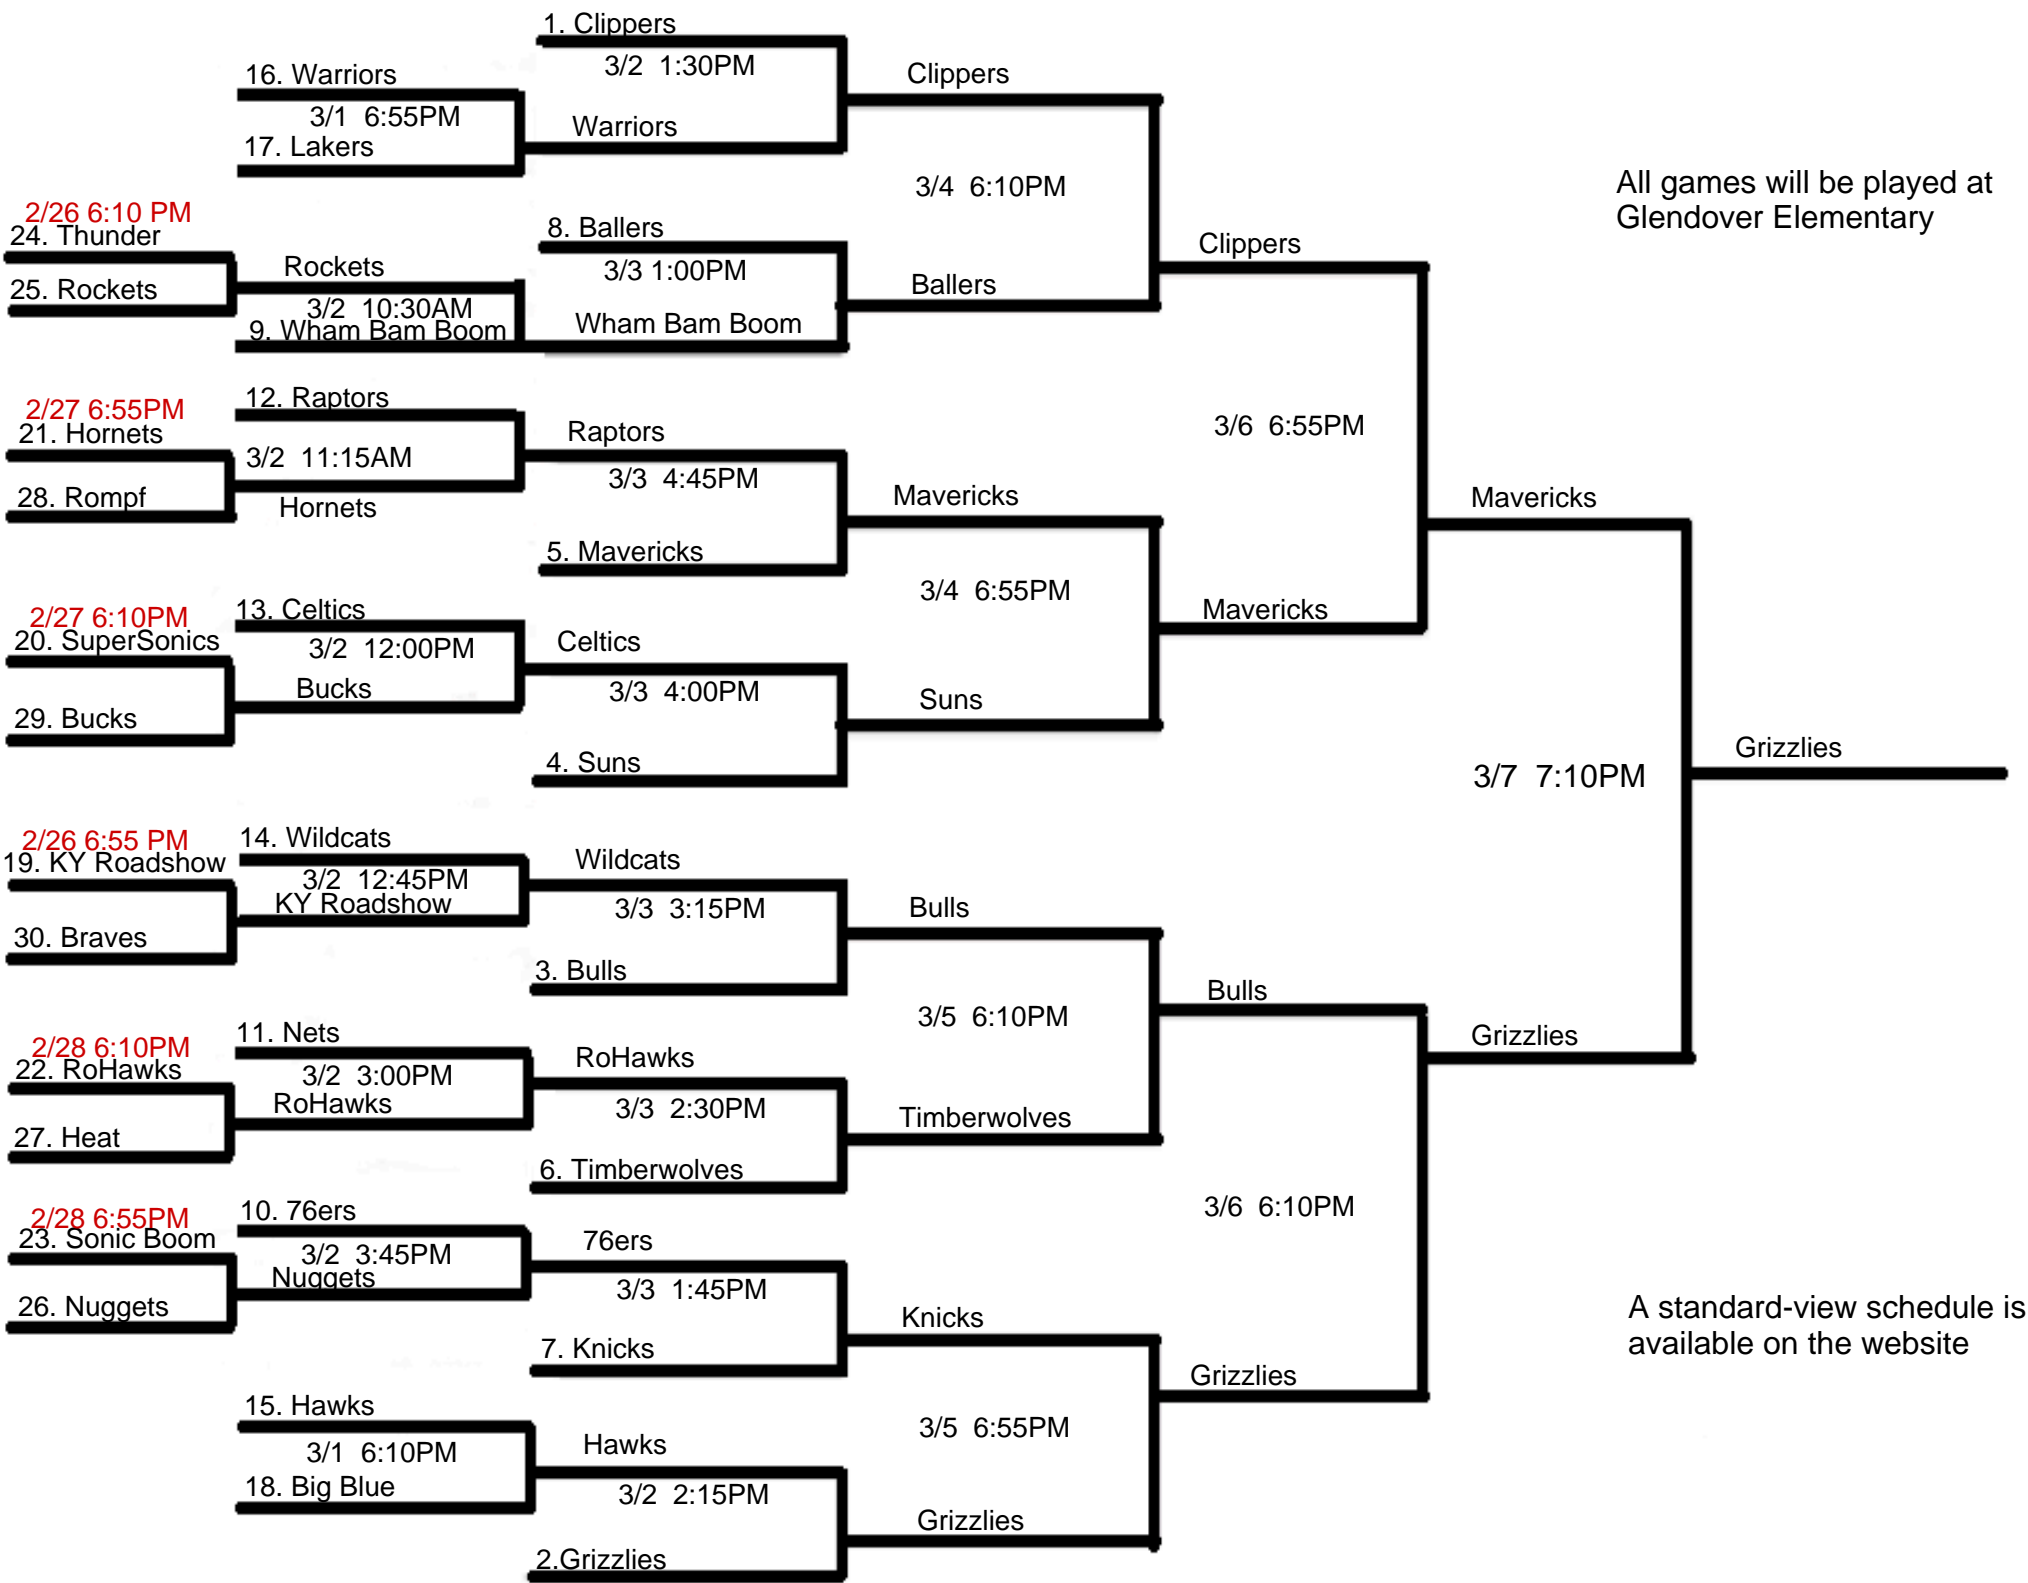 1. Clippers
3/2 1:30PM
16. Warriors
3/1 6:55PM
17. Lakers
Warriors
Clippers
3/4 6:10PM
2/26 6:10 PM
24. Thunder
25. Rockets
Rockets
3/2 10:30AM
9. Wham Bam Boom
8. Ballers
3/3 1:00PM
Wham Bam Boom
Ballers
Clippers
All games will be played at
Glendover Elementary
2/27 6:55PM
21. Hornets
28. Rompf
12. Raptors
3/2 11:15AM
Hornets
Raptors
3/3 4:45PM
5. Mavericks
Mavericks
3/4 6:55PM
3/6 6:55PM
Mavericks
2/27 6:10PM
20. SuperSonics
29. Bucks
13. Celtics
3/2 12:00PM
Bucks
Celtics
3/3 4:00PM
4. Suns
Suns
Mavericks
3/7 7:10PM
Grizzlies
2/26 6:55 PM
19. KY Roadshow
30. Braves
14. Wildcats
3/2 12:45PM
KY Roadshow
Wildcats
3/3 3:15PM
3. Bulls
Bulls
3/5 6:10PM
Bulls
2/28 6:10PM
22. RoHawks
27. Heat
11. Nets
3/2 3:00PM
RoHawks
RoHawks
3/3 2:30PM
6. Timberwolves
Timberwolves
Grizzlies
3/6 6:10PM
2/28 6:55PM
23. Sonic Boom
26. Nuggets
10. 76ers
3/2 3:45PM
Nuggets
76ers
3/3 1:45PM
7. Knicks
Knicks
3/5 6:55PM
Grizzlies
15. Hawks
3/1 6:10PM
18. Big Blue
Hawks
3/2 2:15PM
2.Grizzlies
Grizzlies
A standard-view schedule is
available on the website